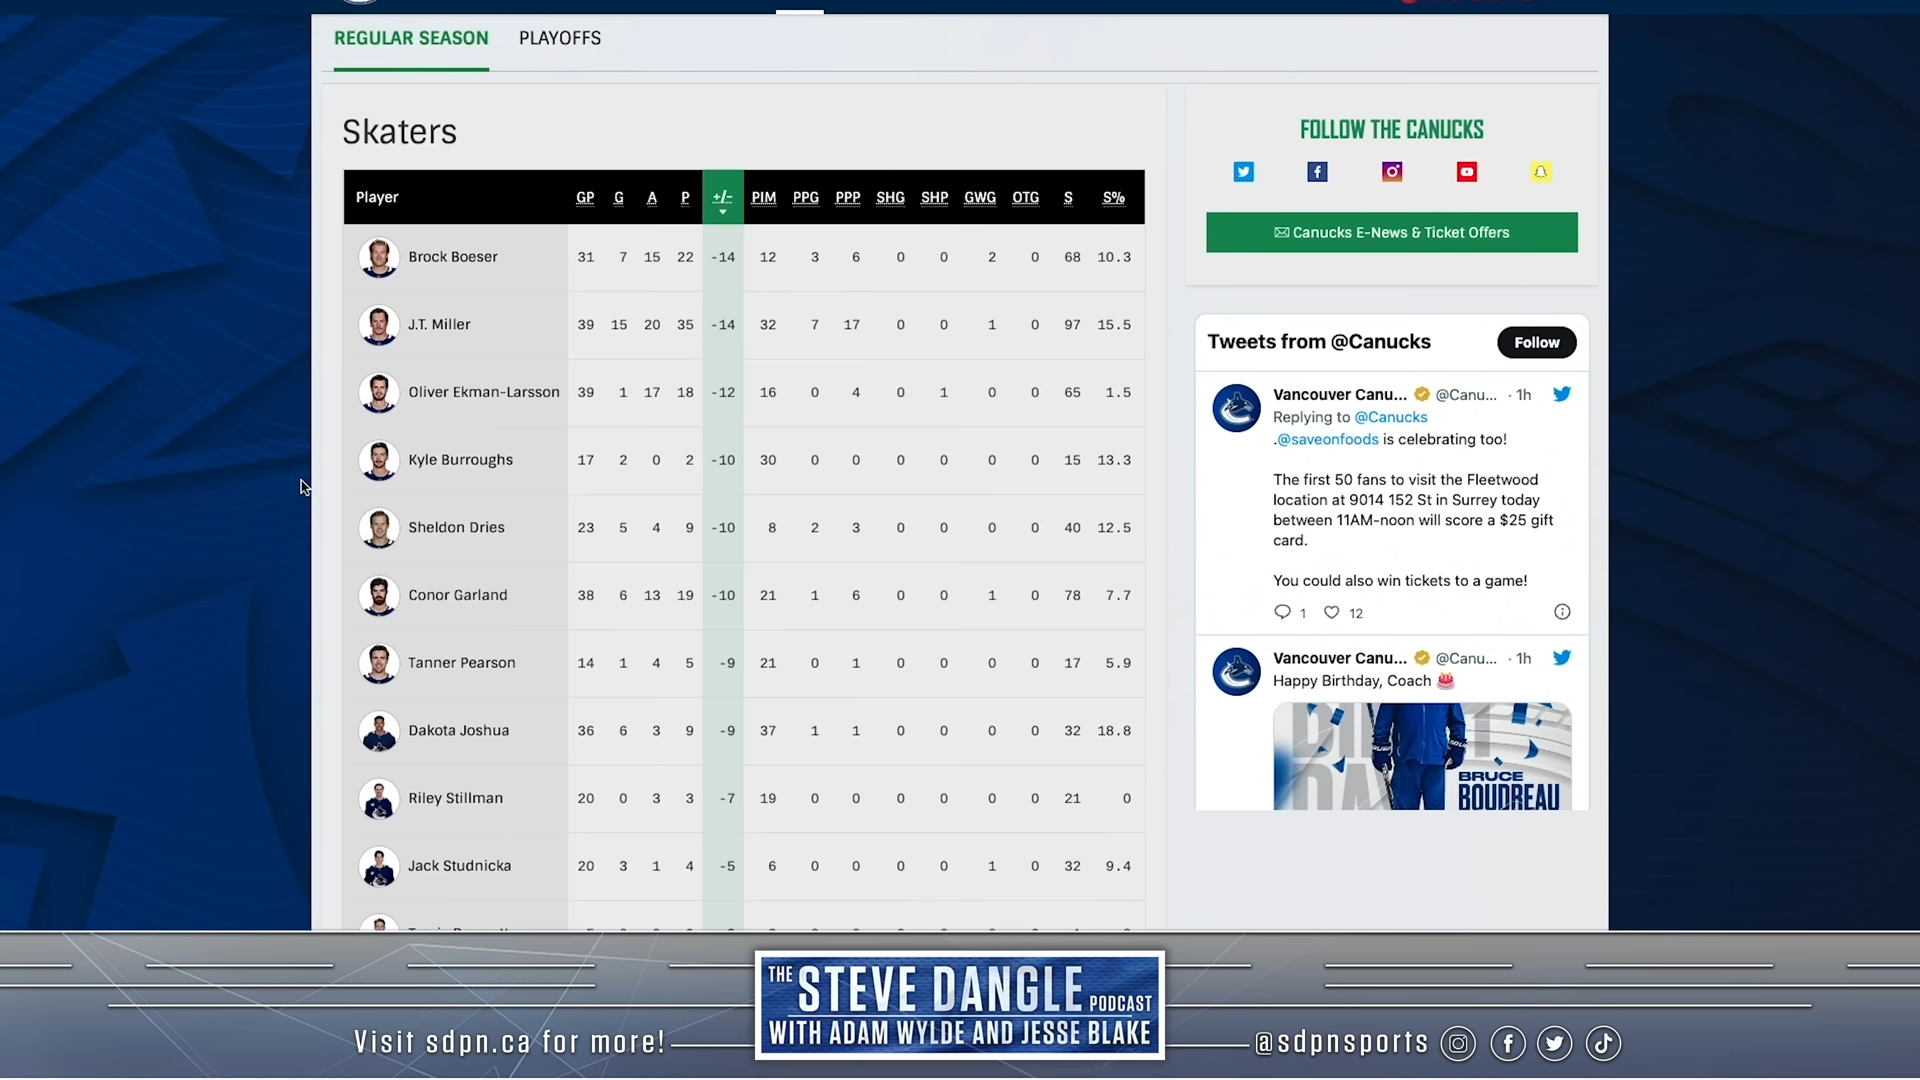 REGULAR SEASON PLAYOFFS
Skaters
Player GP G A P +/- PIM PPG PPP SHG SHP GWG OTG S S%
Brock Boeser 31 7 15 22 -14 12 3 6 0 0 2 0 68 10.3
J.T. Miller 39 15 20 35 -14 32 7 17 0 0 1 0 97 15.5
Oliver Ekman-Larsson 39 1 17 18 -12 16 0 4 0 1 0 0 65 1.5
Kyle Burroughs 17 2 0 2 -10 30 0 0 0 0 0 0 15 13.3
Sheldon Dries 23 5 4 9 -10 8 2 3 0 0 0 0 40 12.5
Conor Garland 38 6 13 19 -10 21 1 6 0 0 1 0 78 7.7
Tanner Pearson 14 1 4 5 -9 21 0 1 0 0 0 0 17 5.9
Dakota Joshua 36 6 3 9 -9 37 1 1 0 0 0 0 32 18.8
Riley Stillman 20 0 3 3 -7 19 0 0 0 0 0 0 21 0
Jack Studnicka 20 3 1 4 -5 6 0 0 0 0 1 0 32 9.4
FOLLOW THE CANUCKS
Canucks E-News & Ticket Offers
Tweets from @Canucks Follow
Vancouver Canu... @Canu... · 1h
Replying to @Canucks
.@saveonfoods is celebrating too!
The first 50 fans to visit the Fleetwood
location at 9014 152 St in Surrey today
between 11AM-noon will score a $25 gift
card.
You could also win tickets to a game!
1 12
Vancouver Canu... @Canu... · 1h
Happy Birthday, Coach 🎂
BRUCE
BOUDREAU
THE STEVE DANGLE PODCAST
WITH ADAM WYLDE AND JESSE BLAKE
Visit sdpn.ca for more!
@sdpnsports